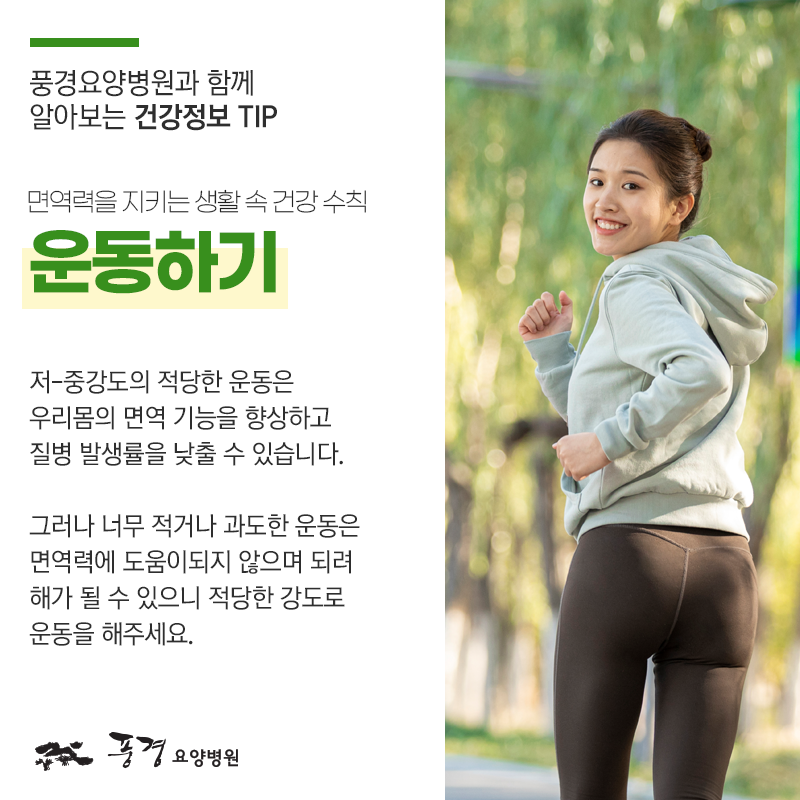 풍경요양병원과 함께
알아보는 건강정보 TIP
면역력을 지키는 생활 속 건강 수칙
운동하기
저-중강도의 적당한 운동은
우리몸의 면역 기능을 향상하고
질병 발생률을 낮출 수 있습니다.
그러나 너무 적거나 과도한 운동은
면역력에 도움이되지 않으며 되려
해가 될 수 있으니 적당한 강도로
운동을 해주세요.
풍경 요양병원